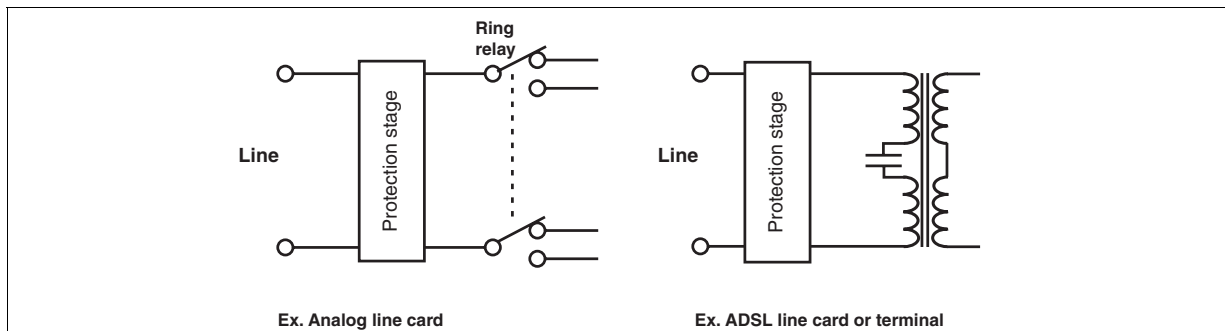 Ring
relay
Line
Protection stage
Line
Protection stage
Ex. Analog line card
Ex. ADSL line card or terminal